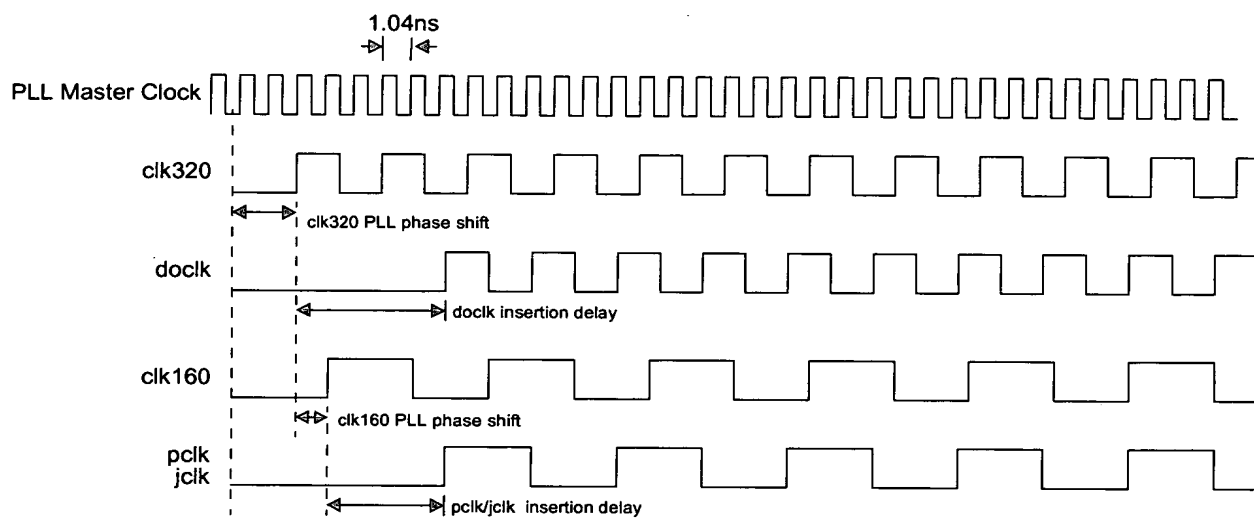 1.04ns
PLL Master Clock
clk320
clk320 PLL phase shift
doclk
doclk insertion delay
clk160
clk160 PLL phase shift
pclk
jclk
pclk/jclk insertion delay